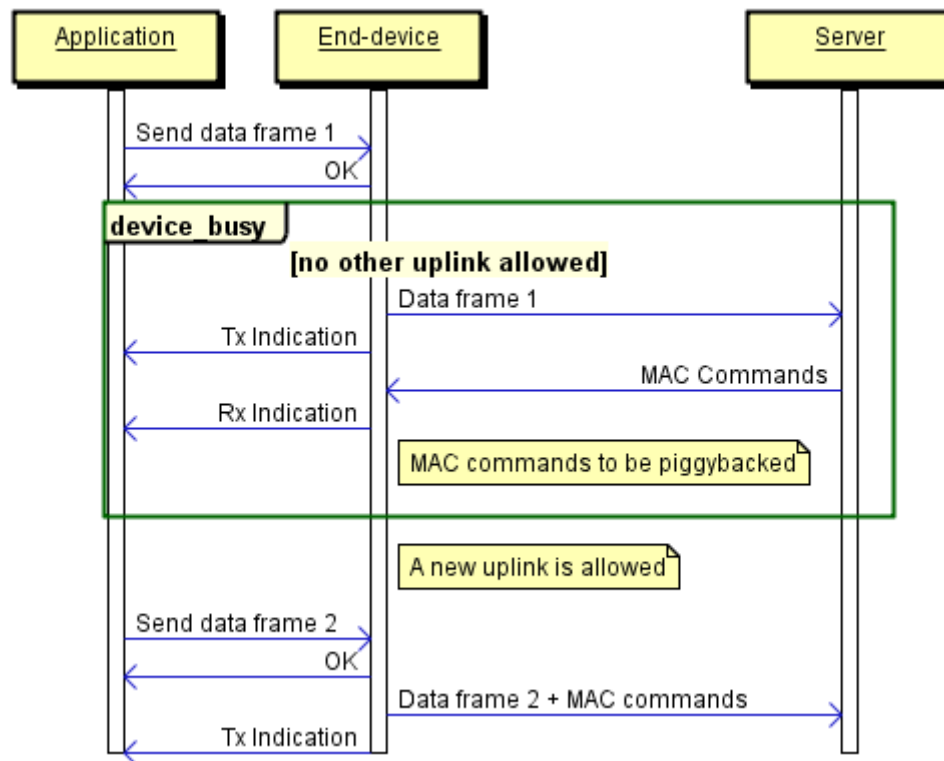 Application
End-device
Server
Send data frame 1
OK
device_busy
[no other uplink allowed]
Data frame 1
Tx Indication
MAC Commands
Rx Indication
MAC commands to be piggybacked
A new uplink is allowed
Send data frame 2
OK
Data frame 2 + MAC commands
Tx Indication